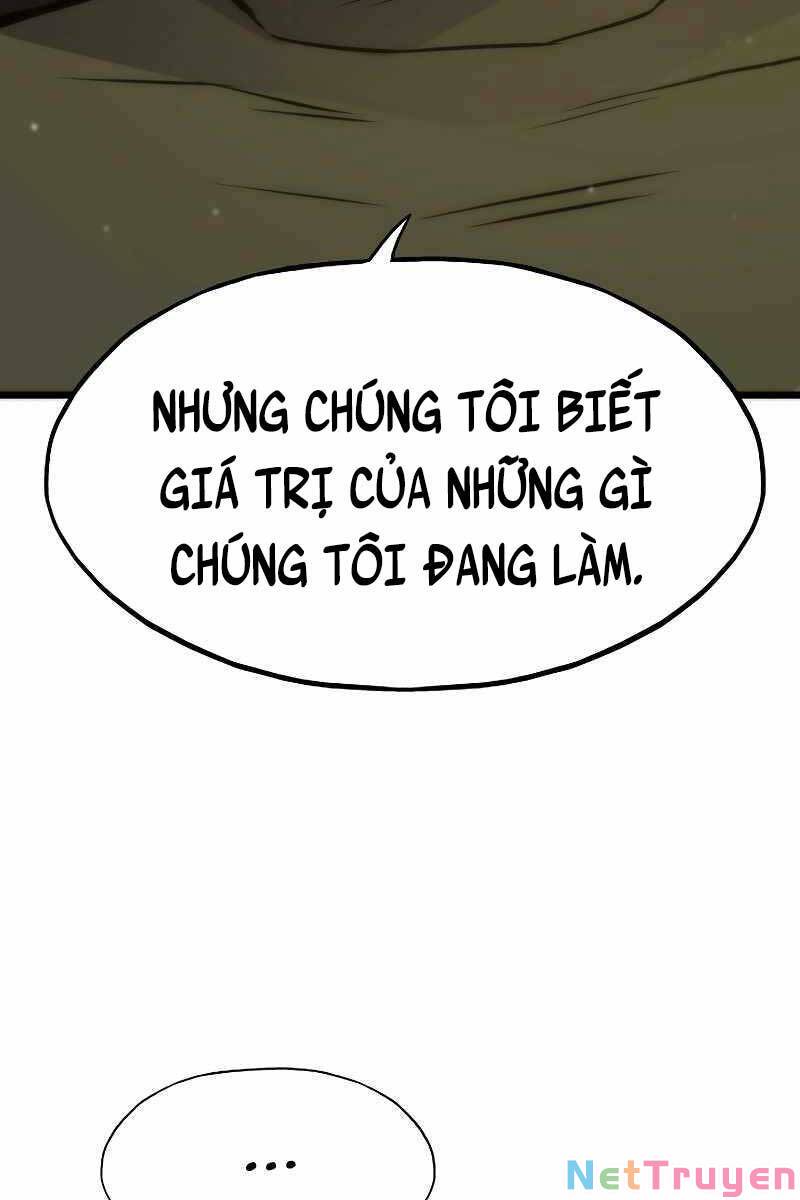 NHƯNG CHÚNG TÔI BIẾT
GIÁ TRỊ CỦA NHỮNG GÌ
CHÚNG TÔI ĐANG LÀM.
...
NetTruyen